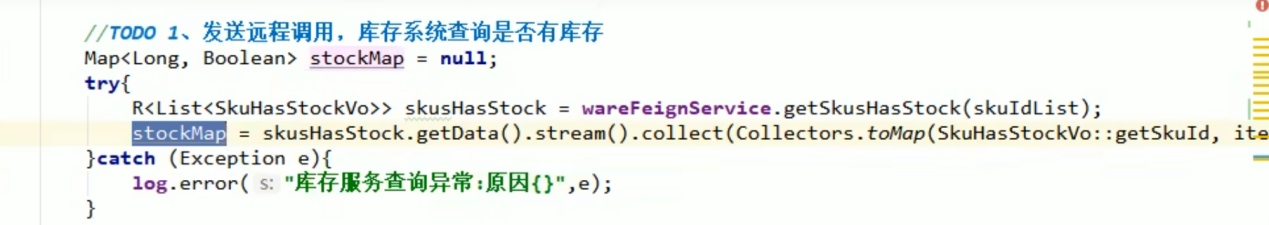 //TODO 1、发送远程调用，库存系统查询是否有库存
Map<Long, Boolean> stockMap = null;
try{
R<List<SkuHasStockVo>> skusHasStock = wareFeignService.getSkusHasStock(skuIdList);
stockMap = skusHasStock.getData().stream().collect(Collectors.toMap(SkuHasStockVo::getSkuId, ite
}catch (Exception e){
log.error( s: "库存服务查询异常:原因{}",e);
}